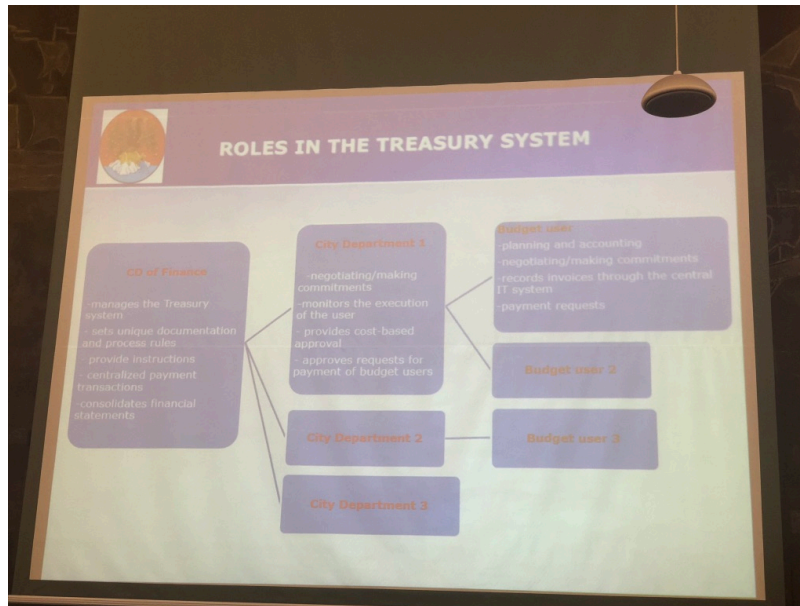 ROLES IN THE TREASURY SYSTEM
CD of Finance
-manages the Treasury
system
- sets unique documentation
and process rules
- provide instructions
- centralized payment
transactions
-consolidates financial
statements
City Department 1
-negotiating/making
commitments
-monitors the execution
of the user
- provides cost-based
approval
- approves requests for
payment of budget users
City Department 2
City Department 3
Budget user
-planning and accounting
-negotiating/making commitments
-records invoices through the central
IT system
-payment requests
Budget user 2
Budget user 3